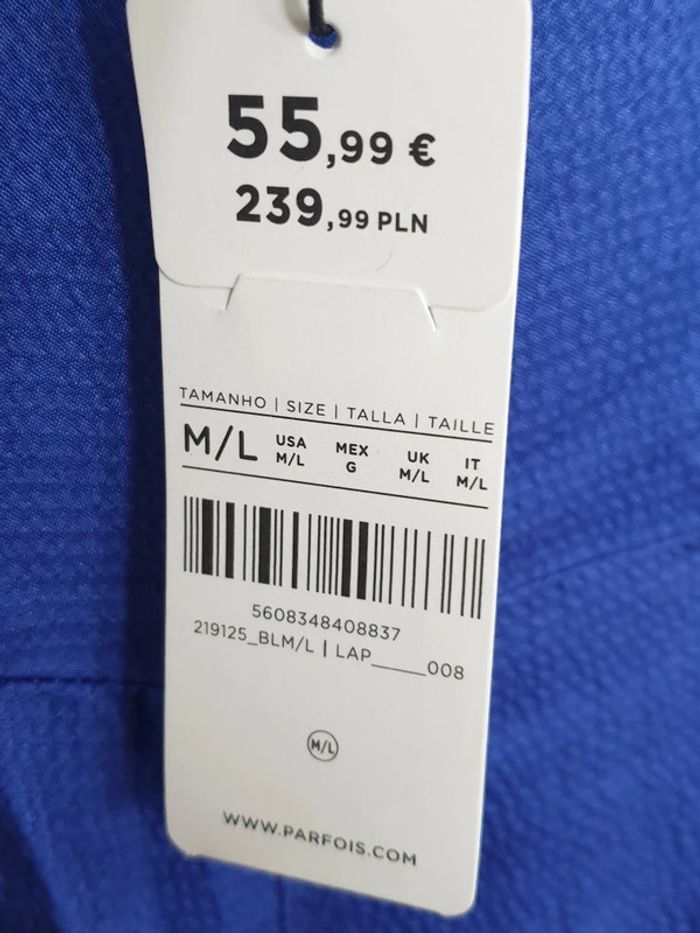 55,99 €
239,99 PLN
TAMANHO | SIZE | TALLA | TAILLE
M/L USA M/L MEX G UK M/L IT M/L
5608348408837
219125_BLM/L | LAP_____008
M/L
WWW.PARFOIS.COM